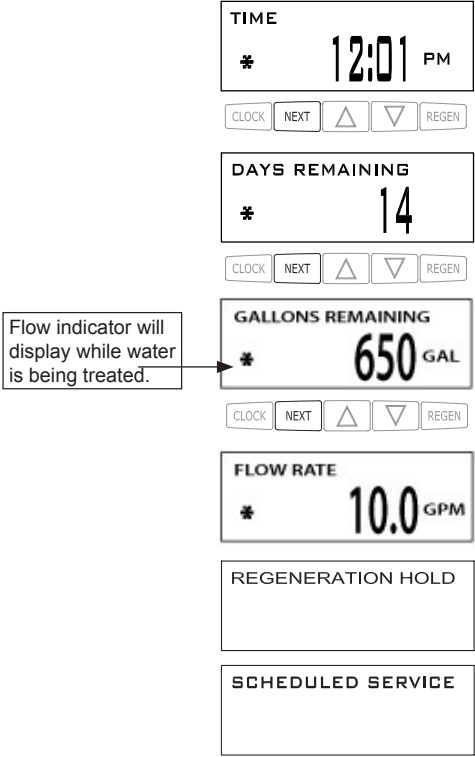 TIME
* 12:01 PM
CLOCK NEXT REGEN
DAYS REMAINING
* 14
CLOCK NEXT REGEN
Flow indicator will
display while water
is being treated.
GALLONS REMAINING
* 650 GAL
CLOCK NEXT REGEN
FLOW RATE
* 10.0 GPM
REGENERATION HOLD
SCHEDULED SERVICE